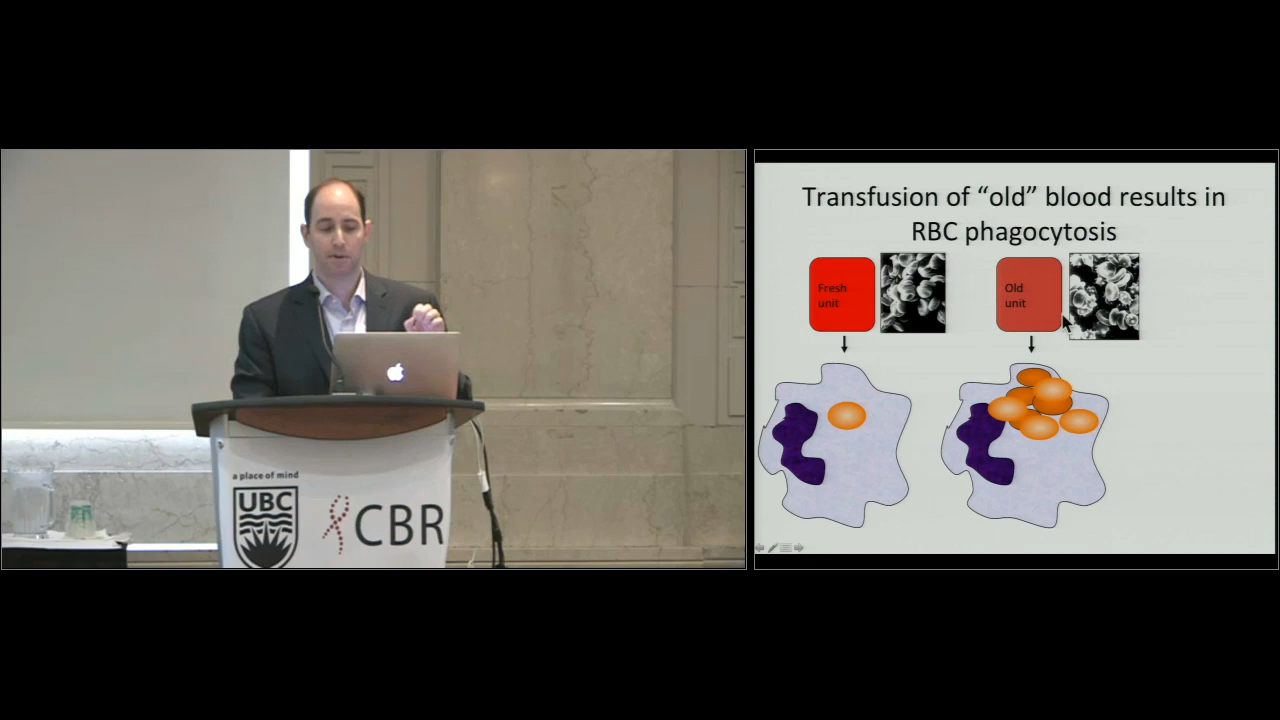 a place of mind
UBC
CBR
Transfusion of “old” blood results in
RBC phagocytosis
Fresh
unit
Old
unit